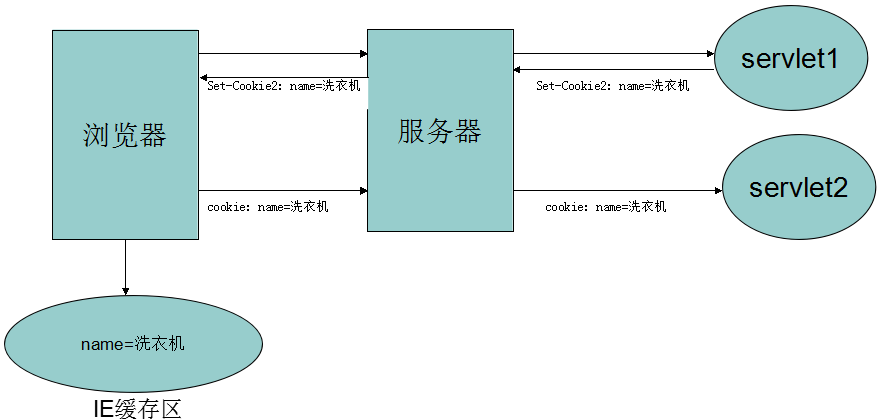 servlet1
浏览器
服务器
Set-Cookie2: name=洗衣机
Set-Cookie2: name=洗衣机
servlet2
cookie: name=洗衣机
cookie: name=洗衣机
name=洗衣机
IE缓存区